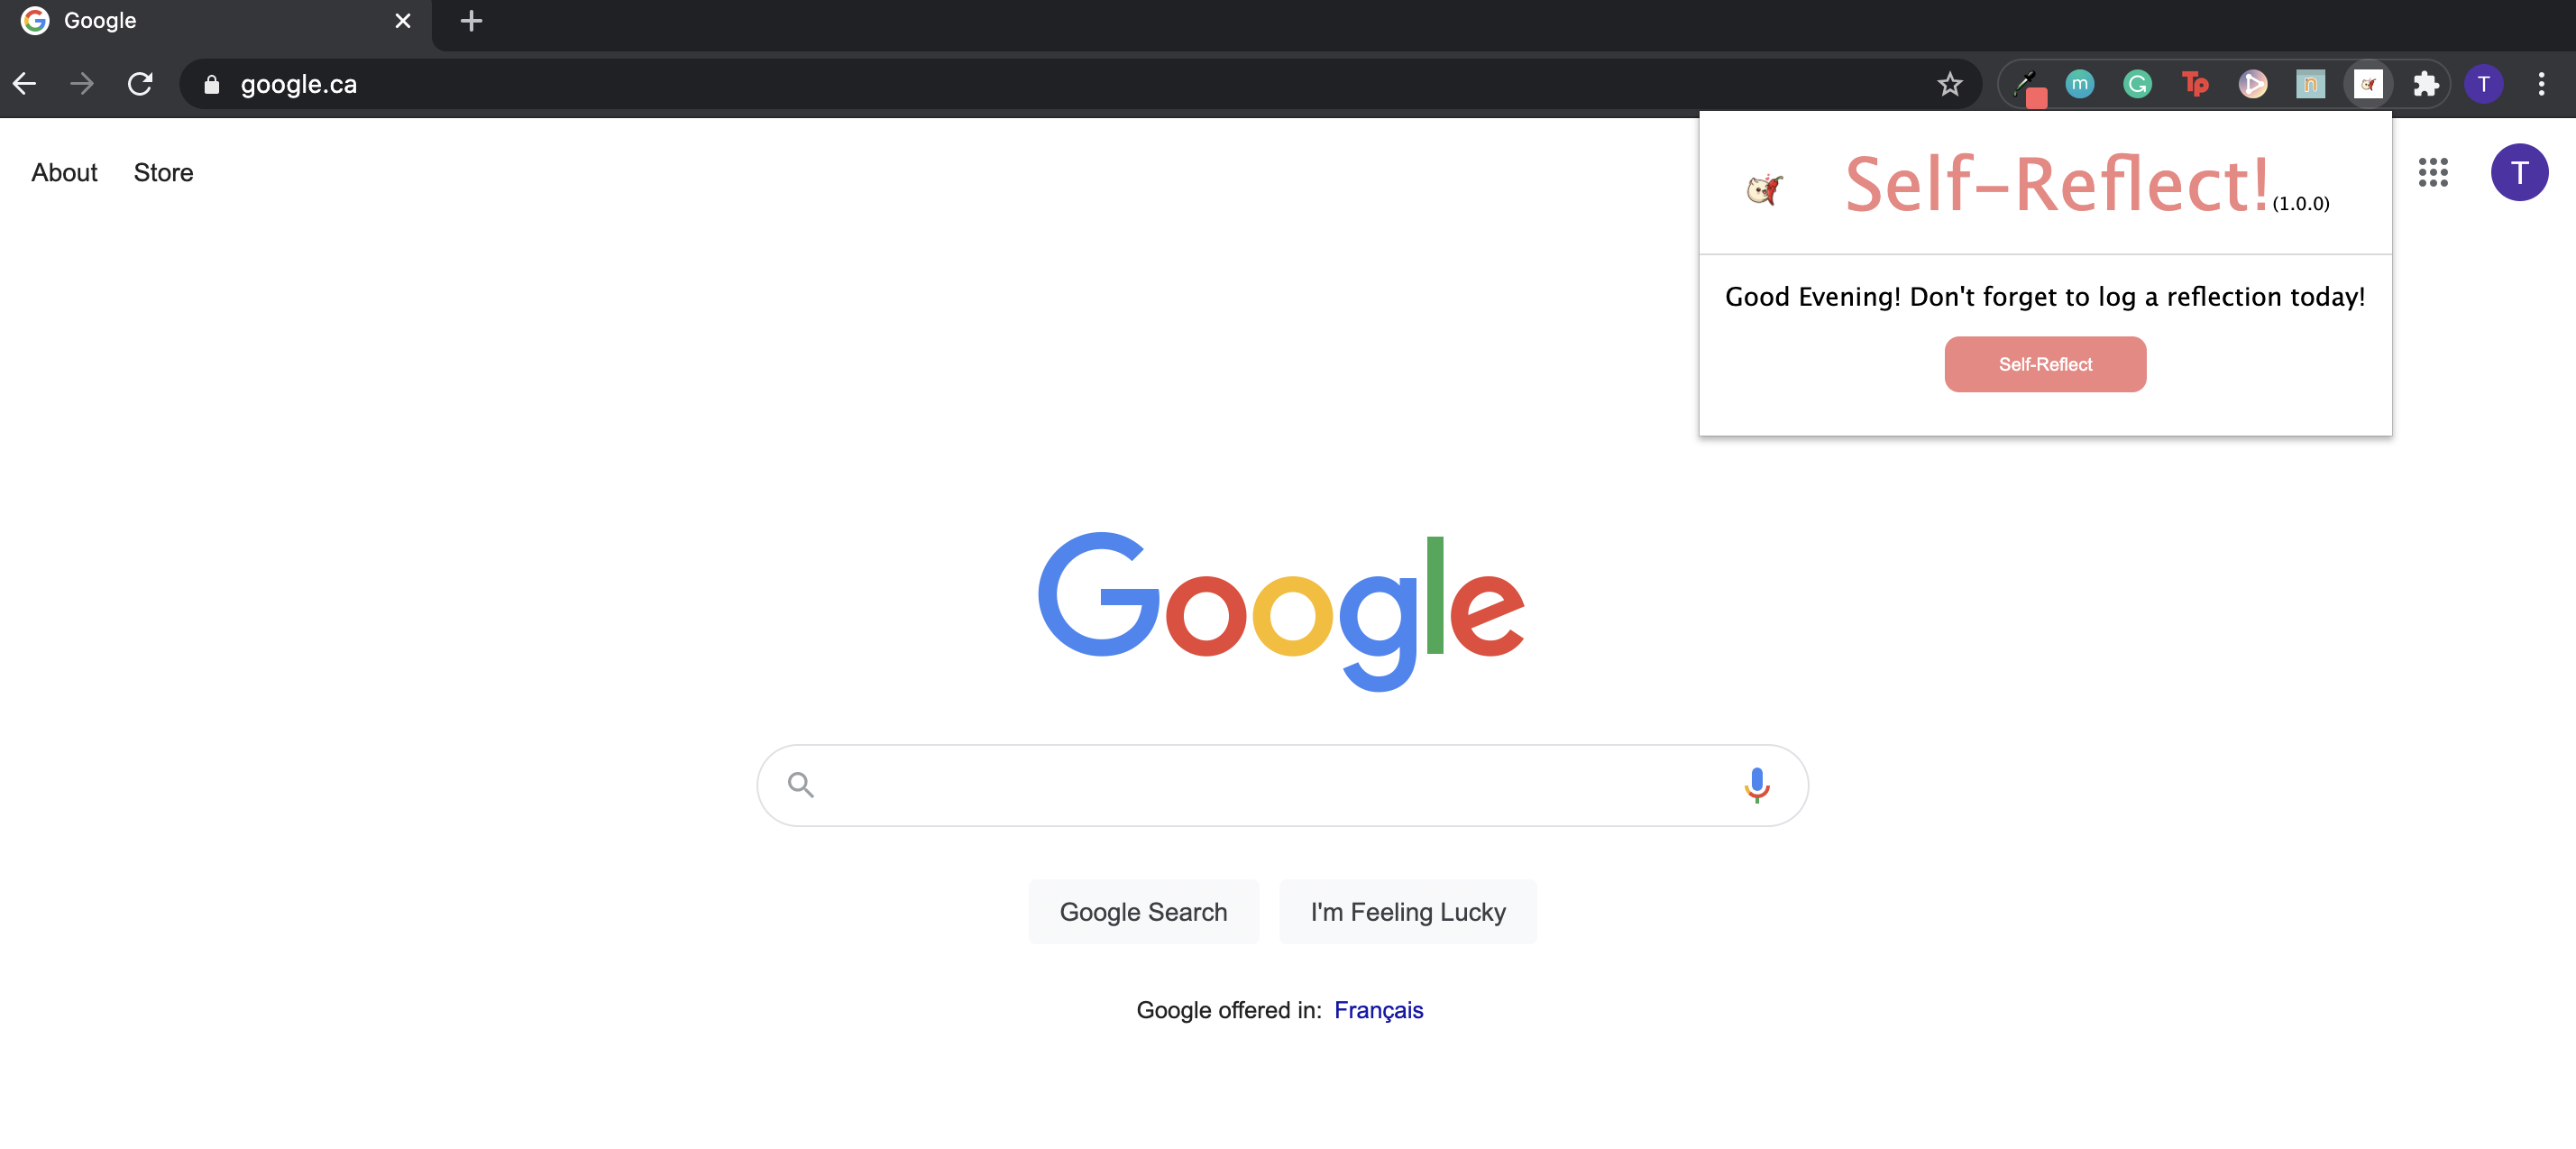 Google
google.ca
m
G
Tp
n
T
About
Store
T
Self-Reflect!(1.0.0)
Good Evening! Don't forget to log a reflection today!
Self-Reflect
Google
Google Search
I'm Feeling Lucky
Google offered in: Français